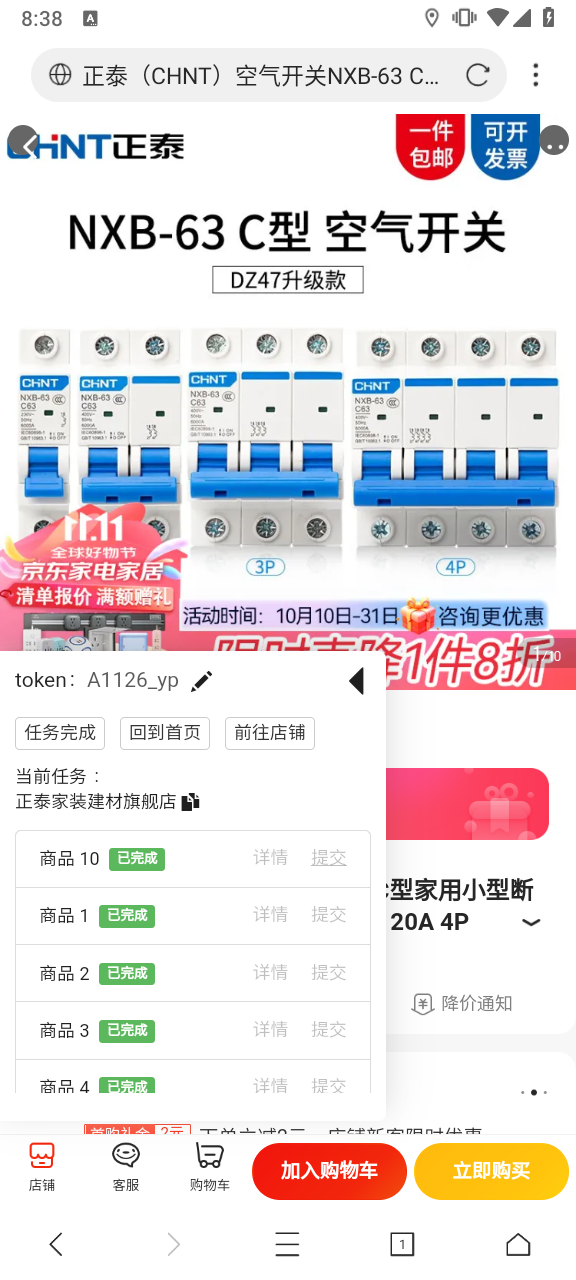 8:38
A
正泰（CHNT）空气开关NXB-63 C...
CHNT正泰
一件
包邮
可开
发票
NXB-63 C型 空气开关
DZ47升级款
CHNT
NXB-63
C63
CHNT
NXB-63
C63
CHNT
NXB-63
C63
CHNT
NXB-63
C63
3P
4P
11.11
全球好物节
京东家电家居
清单报价 满额赠礼
活动时间：10月10日-31日
咨询更优惠
限时直降1件8折
token： A1126_yp
任务完成
回到首页
前往店铺
当前任务 ：
正泰家装建材旗舰店
商品 10 已完成 详情 提交
商品 1 已完成 详情 提交
商品 2 已完成 详情 提交
商品 3 已完成 详情 提交
商品 4 已完成 详情 提交
型家用小型断
20A 4P
降价通知
首购礼金 2元
店铺
客服
购物车
加入购物车
立即购买
1